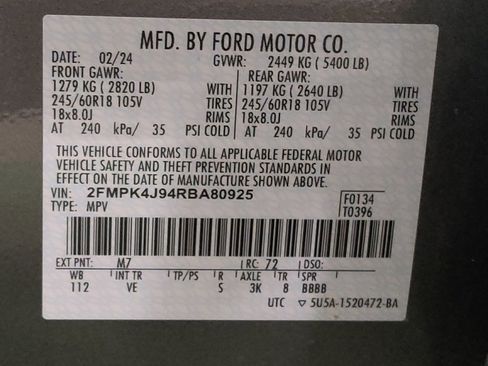 MFD. BY FORD MOTOR CO.
DATE: 02/24 GVWR: 2449 KG ( 5400 LB)
FRONT GAWR: REAR GAWR:
1279 KG ( 2820 LB) WITH 1197 KG ( 2640 LB) WITH
245/60R18 105V TIRES 245/60R18 105V TIRES
18x8.0J RIMS 18x8.0J RIMS
AT 240 kPa/ 35 PSI COLD AT 240 kPa/ 35 PSI COLD
THIS VEHICLE CONFORMS TO ALL APPLICABLE FEDERAL MOTOR
VEHICLE SAFETY AND THEFT PREVENTION STANDARDS IN
EFFECT ON THE DATE OF MANUFACTURE SHOWN ABOVE.
VIN: 2FMPK4J94RBA80925 F0134
TYPE: MPV T0396
EXT PNT: M7 RC: 72 DSO:
WB INT TR TP/PS R AXLE TR SPR
112 VE S 3K 8 BBBB
UTC ▽ 5U5A-1520472-BA